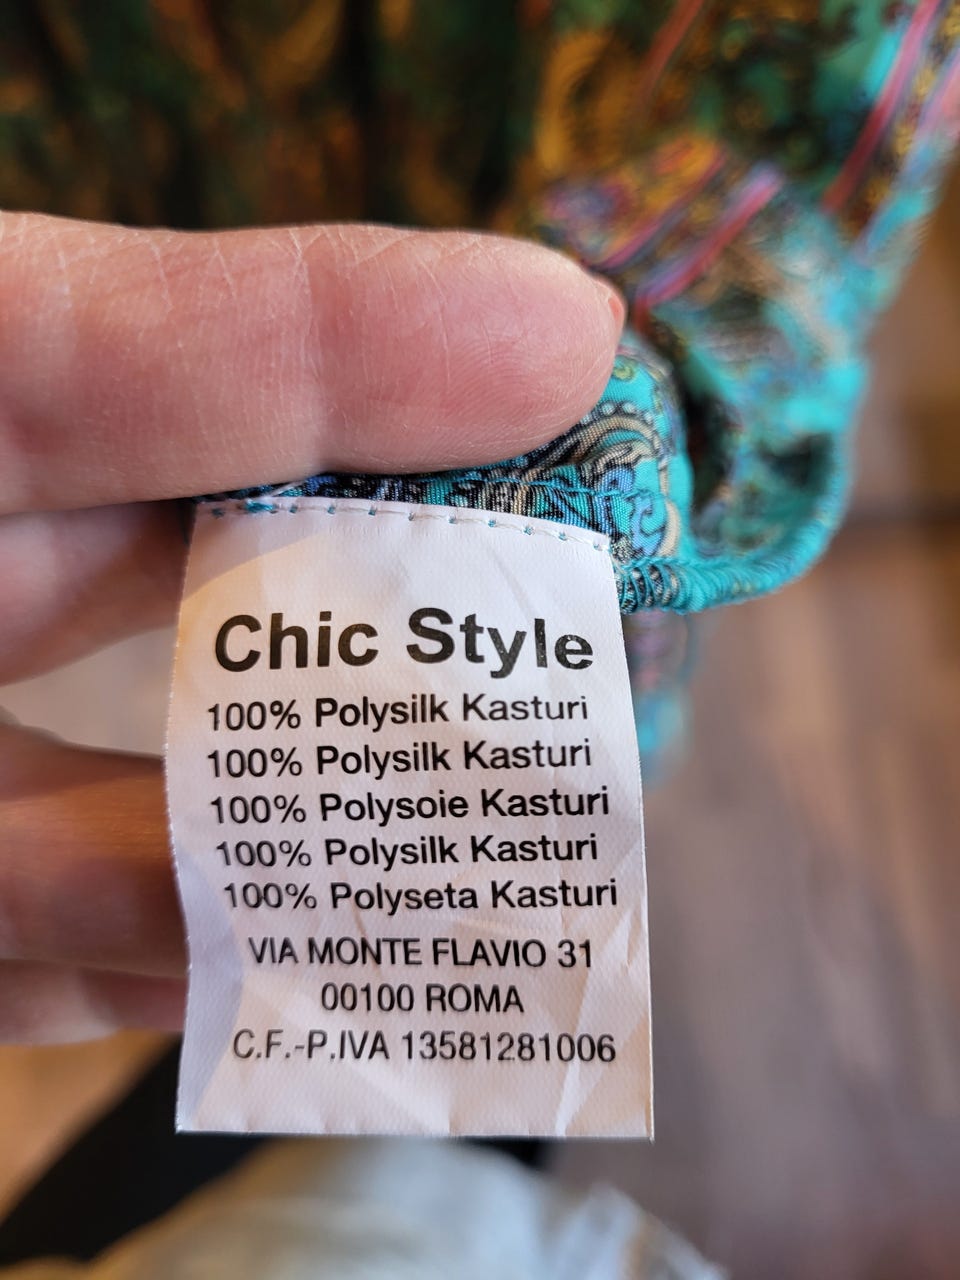 Chic Style
100% Polysilk Kasturi
100% Polysilk Kasturi
100% Polysoie Kasturi
100% Polysilk Kasturi
100% Polyseta Kasturi
VIA MONTE FLAVIO 31
00100 ROMA
C.F.-P.IVA 13581281006